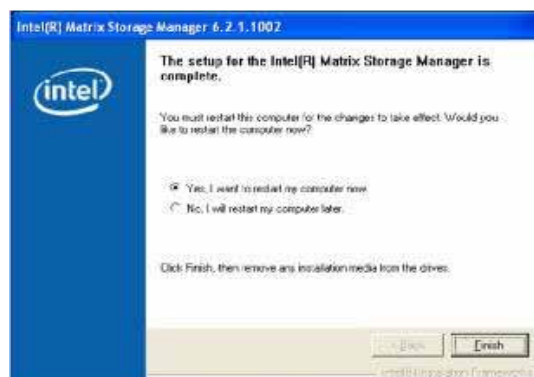 Intel(R) Matrix Storage Manager 6.2.1.1002
The setup for the Intel(R) Matrix Storage Manager is
complete.
intel
You must restart this computer for the changes to take effect. Would you
like to restart the computer now?
Yes, I want to restart my computer now.
No, I will restart my computer later.
Click Finish, then remove any installation media from the drives.
< Back
Finish
Intel(R) Installation Framework